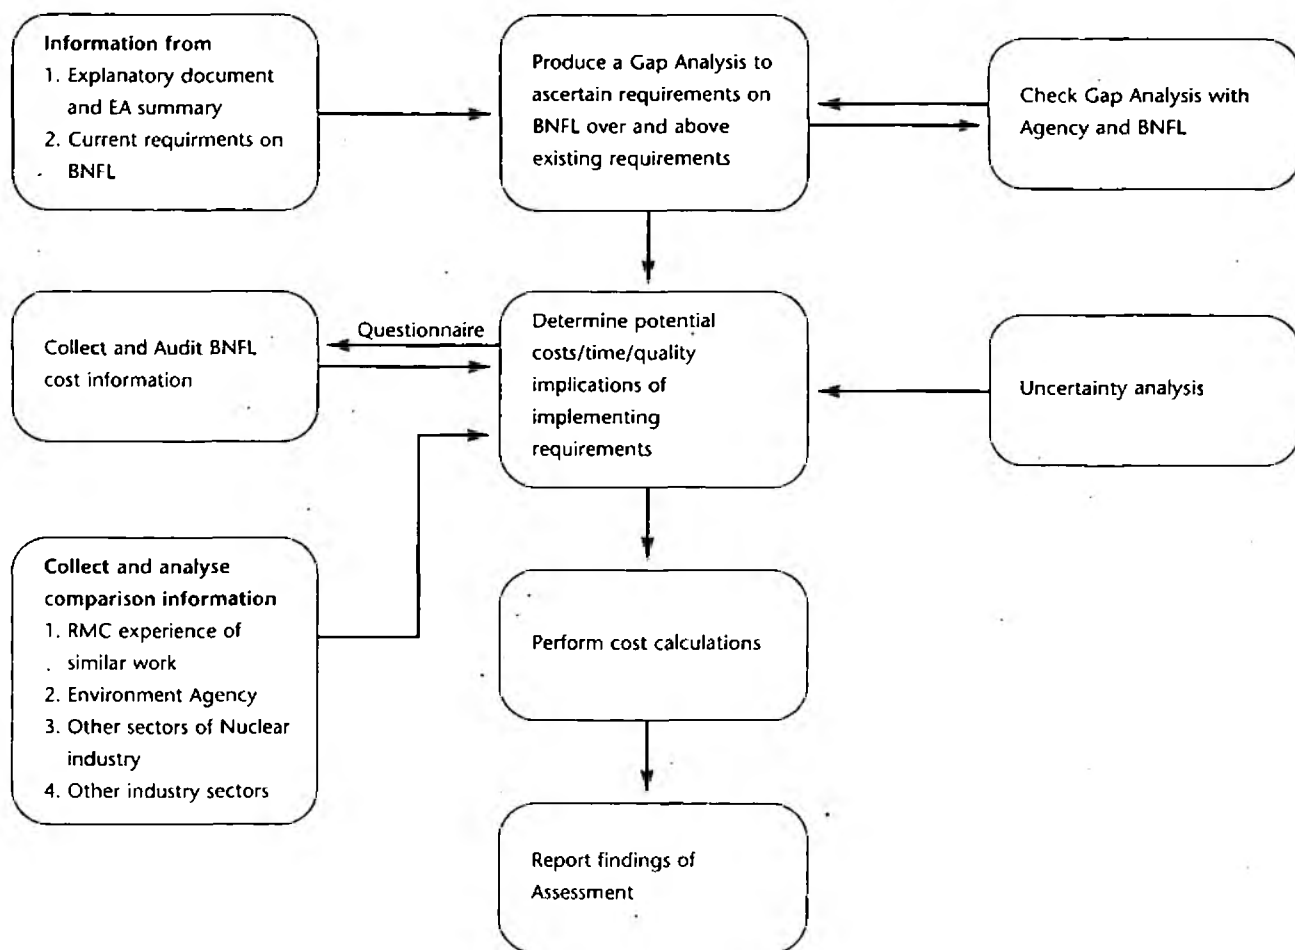 Information from
1. Explanatory document
and EA summary
2. Current requirments on
BNFL
Produce a Gap Analysis to
ascertain requirements on
BNFL over and above
existing requirements
Check Gap Analysis with
Agency and BNFL
Collect and Audit BNFL
cost information
Questionnaire
Determine potential
costs/time/quality
implications of
implementing
requirements
Uncertainty analysis
Collect and analyse
comparison information
1. RMC experience of
similar work
2. Environment Agency
3. Other sectors of Nuclear
industry
4. Other industry sectors
Perform cost calculations
Report findings of
Assessment